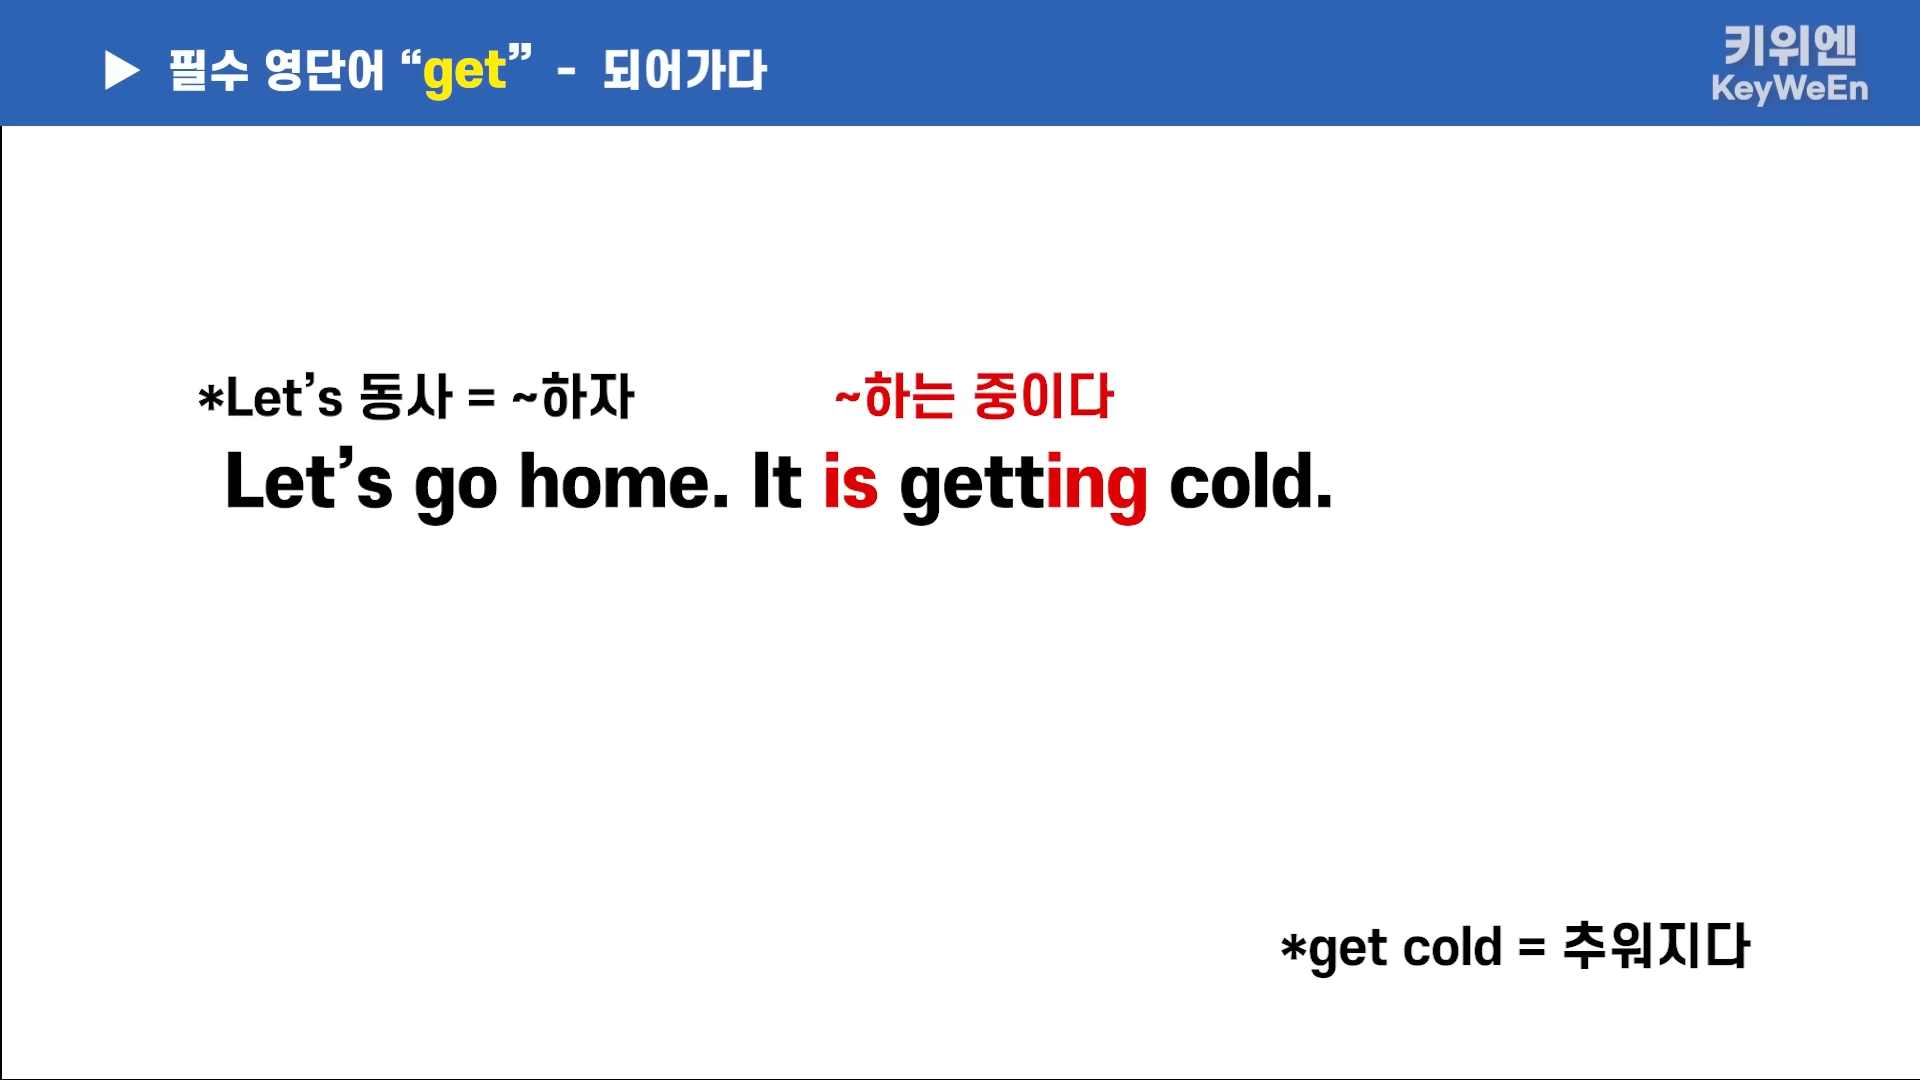 ▶ 필수 영단어 “get” - 되어가다
키위엔
KeyWeEn
*Let’s 동사 = ~하자
~하는 중이다
Let’s go home. It is getting cold.
*get cold = 추워지다